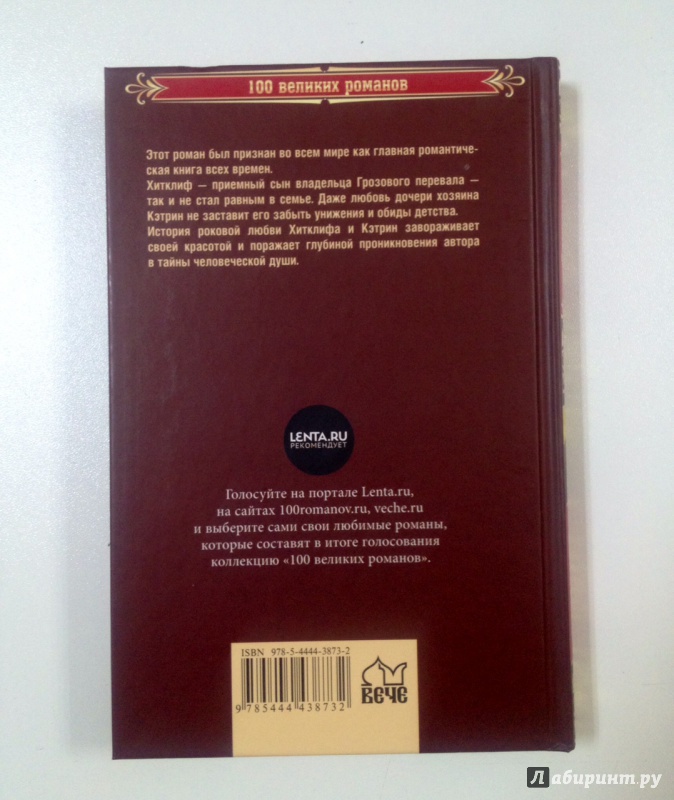 100 великих романов
Этот роман был признан во всем мире как главная романтиче-
ская книга всех времен.
Хитклиф — приемный сын владельца Грозового перевала —
так и не стал равным в семье. Даже любовь дочери хозяина
Кэтрин не заставит его забыть унижения и обиды детства.
История роковой любви Хитклифа и Кэтрин завораживает
своей красотой и поражает глубиной проникновения автора
в тайны человеческой души.
LENTA.RU
РЕКОМЕНДУЕТ
Голосуйте на портале Lenta.ru,
на сайтах 100romanov.ru, veche.ru
и выберите сами свои любимые романы,
которые составят в итоге голосования
коллекцию «100 великих романов».
ISBN 978-5-4444-3873-2
9 785444 438732
ВЕЧЕ
Лабиринт.ру